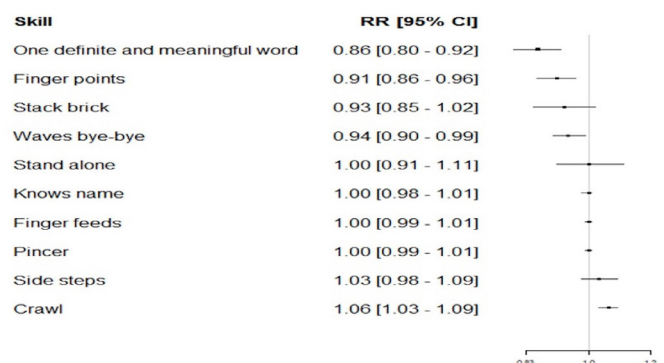 Skill RR [95% CI]
One definite and meaningful word 0.86 [0.80 - 0.92]
Finger points 0.91 [0.86 - 0.96]
Stack brick 0.93 [0.85 - 1.02]
Waves bye-bye 0.94 [0.90 - 0.99]
Stand alone 1.00 [0.91 - 1.11]
Knows name 1.00 [0.98 - 1.01]
Finger feeds 1.00 [0.99 - 1.01]
Pincer 1.00 [0.99 - 1.01]
Side steps 1.03 [0.98 - 1.09]
Crawl 1.06 [1.03 - 1.09]